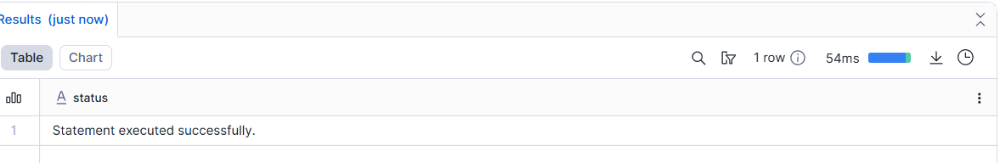 Results (just now)
Table Chart 1 row 54ms
A status
1 Statement executed successfully.